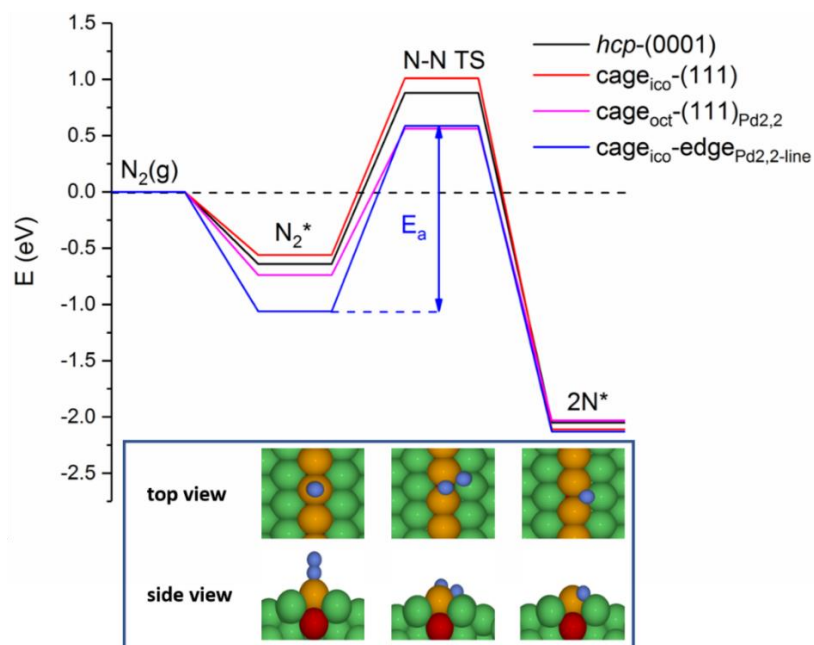 1.5
1.0
0.5
0.0
-0.5
-1.0
-1.5
-2.0
-2.5
E (eV)
N₂(g)
N₂*
N-N TS
Eₐ
2N*
hcp-(0001)
cageᵢcₒ-(111)
cageₒcₜ-(111)Pd2,2
cageᵢcₒ-edgePd2,2-line
top view
side view